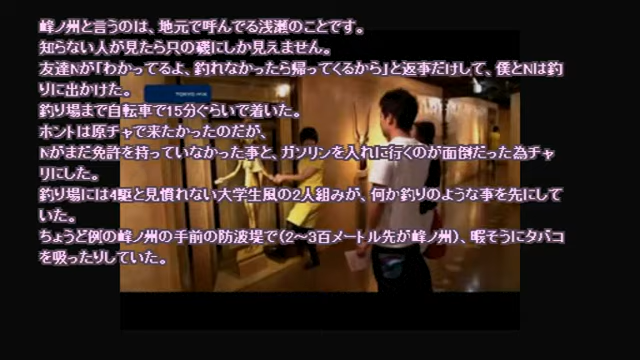 峰ノ州と言うのは、地元で呼んでる浅瀬のことです。
知らない人が見たら只の礁にしか見えません。
友達Nが「わかってるよ、釣れなかったら帰ってくるから」と返事だけして、僕とNは釣
りに出かけた。
釣り場まで自転車で15分ぐらいで着いた。
ホントは原チャで来たかったのだが、
Nがまだ免許を持っていなかった事と、ガソリンを入れに行くのが面倒だった為チャ
リにした。
釣り場には4駆と見慣れない大学生風の2人組みが、何か釣りのような事を先にして
いた。
ちょうど例の峰ノ州の手前の防波堤で（2～3百メートル先が峰ノ州）、暇そうにタバコ
を吸ったりしていた。